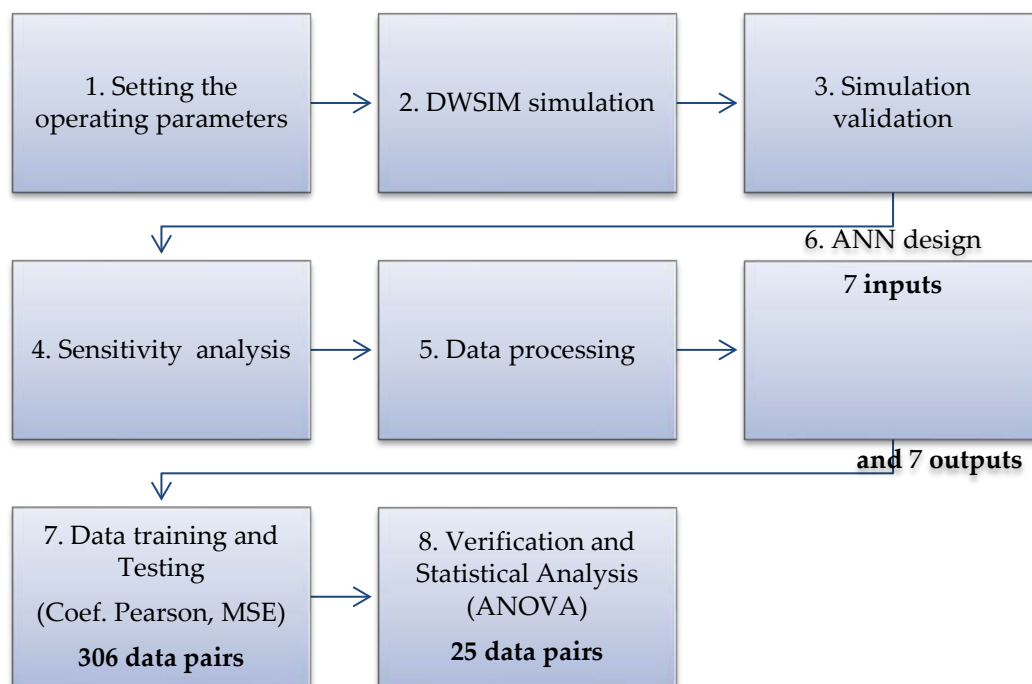 1. Setting the
operating parameters
2. DWSIM simulation
3. Simulation
validation
4. Sensitivity analysis
5. Data processing
6. ANN design
7 inputs
and 7 outputs
7. Data training and
Testing
(Coef. Pearson, MSE)
306 data pairs
8. Verification and
Statistical Analysis
(ANOVA)
25 data pairs